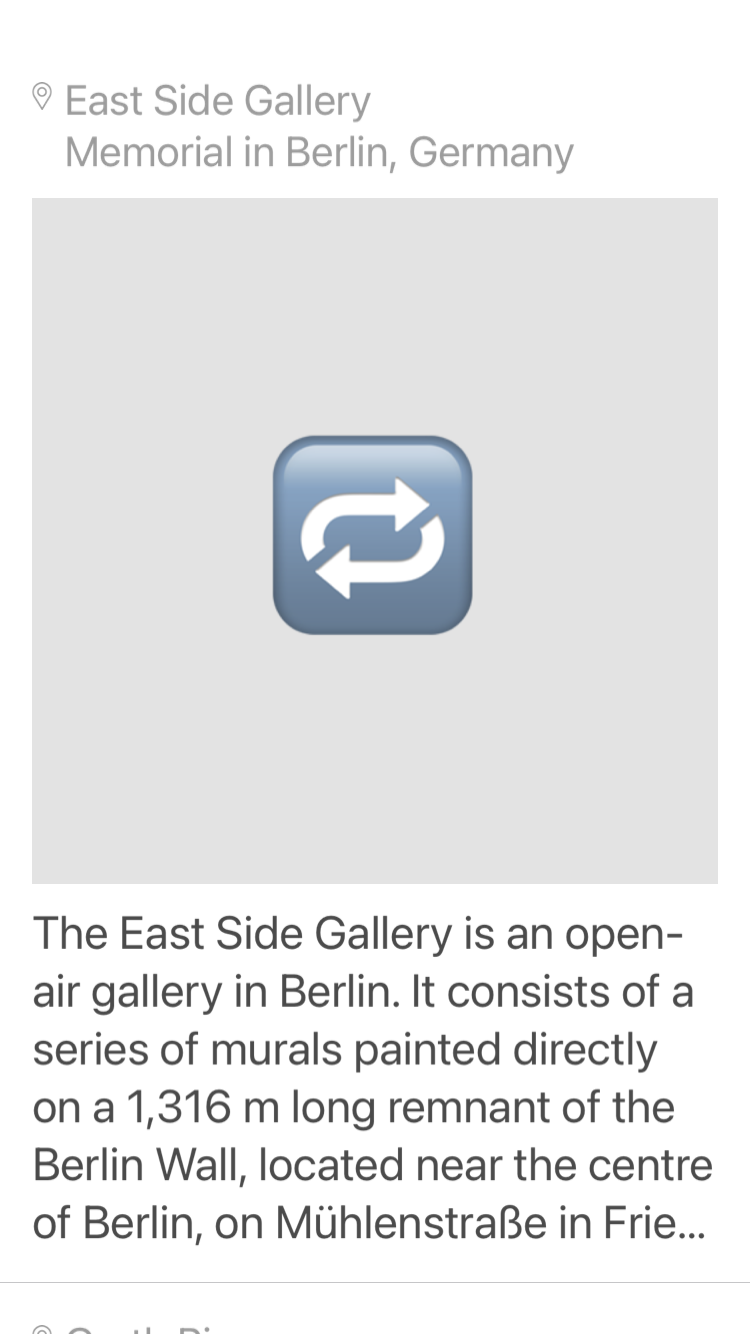 East Side Gallery
Memorial in Berlin, Germany
The East Side Gallery is an open-
air gallery in Berlin. It consists of a
series of murals painted directly
on a 1,316 m long remnant of the
Berlin Wall, located near the centre
of Berlin, on Mühlenstraße in Frie...